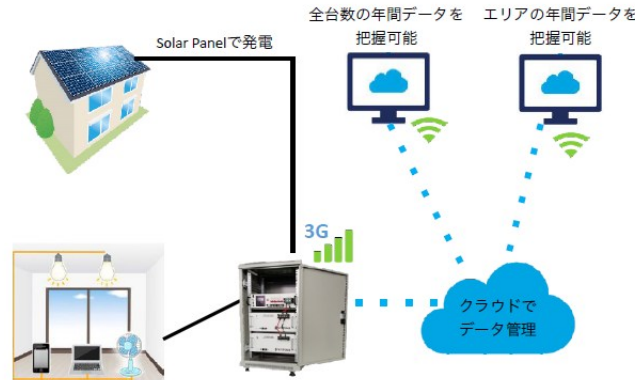 全台数の年間データを
把握可能
エリアの年間データを
把握可能
Solar Panelで発電
3G
クラウドで
データ管理